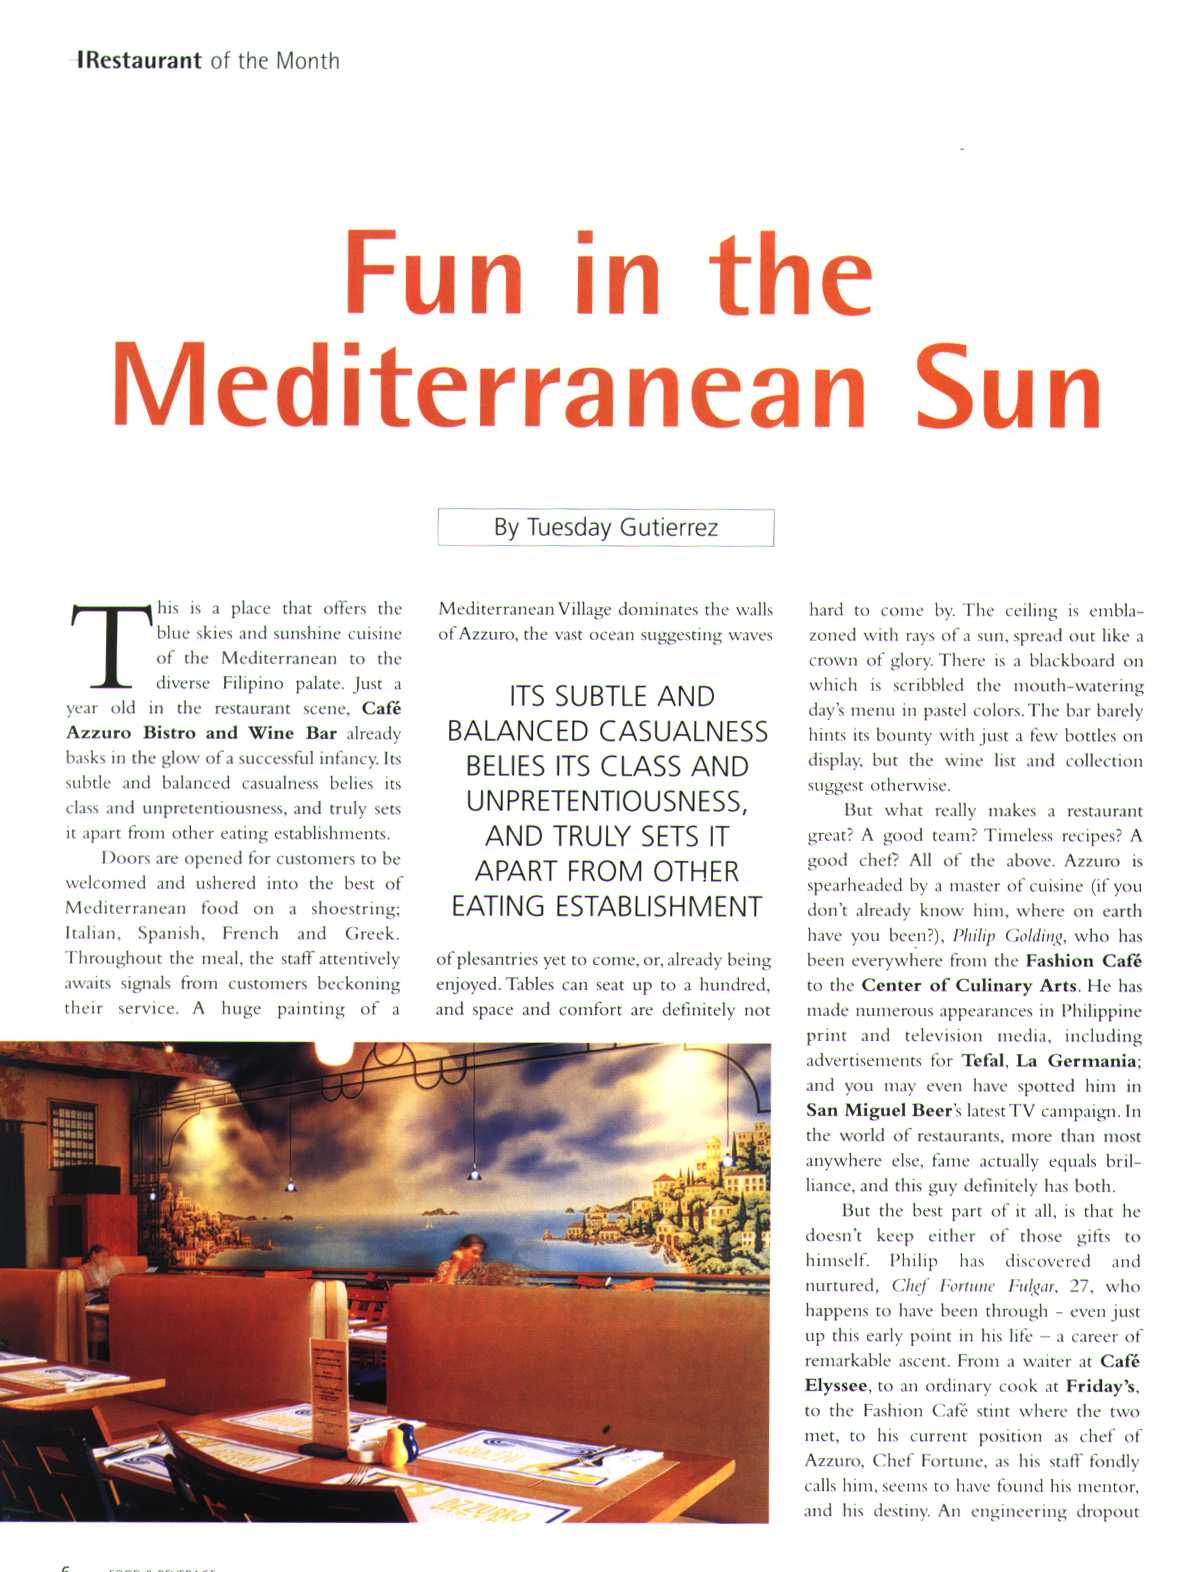 Restaurant of the Month
Fun in the
Mediterranean Sun
By Tuesday Gutierrez
This is a place that offers the
blue skies and sunshine cuisine
of the Mediterranean to the
diverse Filipino palate. Just a
year old in the restaurant scene, Café
Azzuro Bistro and Wine Bar already
basks in the glow of a successful infancy. Its
subtle and balanced casualness belies its
class and unpretentiousness, and truly sets
it apart from other eating establishments.
Doors are opened for customers to be
welcomed and ushered into the best of
Mediterranean food on a shoestring;
Italian, Spanish, French and Greek.
Throughout the meal, the staff attentively
awaits signals from customers beckoning
their service. A huge painting of a
Mediterranean Village dominates the walls
of Azzuro, the vast ocean suggesting waves
ITS SUBTLE AND
BALANCED CASUALNESS
BELIES ITS CLASS AND
UNPRETENTIOUSNESS,
AND TRULY SETS IT
APART FROM OTHER
EATING ESTABLISHMENT
of plesantries yet to come, or, already being
enjoyed. Tables can seat up to a hundred,
and space and comfort are definitely not
hard to come by. The ceiling is embla-
zoned with rays of a sun, spread out like a
crown of glory. There is a blackboard on
which is scribbled the mouth-watering
day's menu in pastel colors. The bar barely
hints its bounty with just a few bottles on
display, but the wine list and collection
suggest otherwise.
But what really makes a restaurant
great? A good team? Timeless recipes? A
good chef? All of the above. Azzuro is
spearheaded by a master of cuisine (if you
don't already know him, where on earth
have you been?), Philip Golding, who has
been everywhere from the Fashion Café
to the Center of Culinary Arts. He has
made numerous appearances in Philippine
print and television media, including
advertisements for Tefal, La Germania;
and you may even have spotted him in
San Miguel Beer's latest TV campaign. In
the world of restaurants, more than most
anywhere else, fame actually equals bril-
liance, and this guy definitely has both.
But the best part of it all, is that he
doesn't keep either of those gifts to
himself. Philip has discovered and
nurtured, Chef Fortune Fulgar, 27, who
happens to have been through - even just
up this early point in his life – a career of
remarkable ascent. From a waiter at Café
Elyssee, to an ordinary cook at Friday's,
to the Fashion Café stint where the two
met, to his current position as chef of
Azzuro, Chef Fortune, as his staff fondly
calls him, seems to have found his mentor,
and his destiny. An engineering dropout
AZZURRO
6 FOOD & BEVERAGE